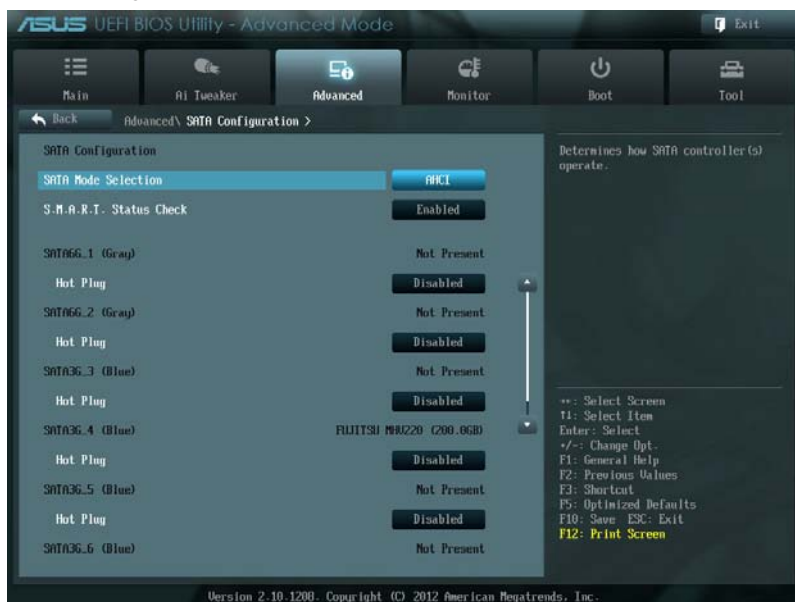 ASUS UEFI BIOS Utility - Advanced Mode
Exit
Main Ai Tweaker Advanced Monitor Boot Tool
Back Advanced\ SATA Configuration >
SATA Configuration
SATA Mode Selection AHCI
S.M.A.R.T. Status Check Enabled
SATA6G_1 (Gray) Not Present
Hot Plug Disabled
SATA6G_2 (Gray) Not Present
Hot Plug Disabled
SATA3G_3 (Blue) Not Present
Hot Plug Disabled
SATA3G_4 (Blue) FUJITSU MHV220 (200.0GB)
Hot Plug Disabled
SATA3G_5 (Blue) Not Present
Hot Plug Disabled
SATA3G_6 (Blue) Not Present
Determines how SATA controller(s)
operate.
→←: Select Screen
↑↓: Select Item
Enter: Select
+/-: Change Opt.
F1: General Help
F2: Previous Values
F3: Shortcut
F5: Optimized Defaults
F10: Save ESC: Exit
F12: Print Screen
Version 2.10.1208. Copyright (C) 2012 American Megatrends, Inc.